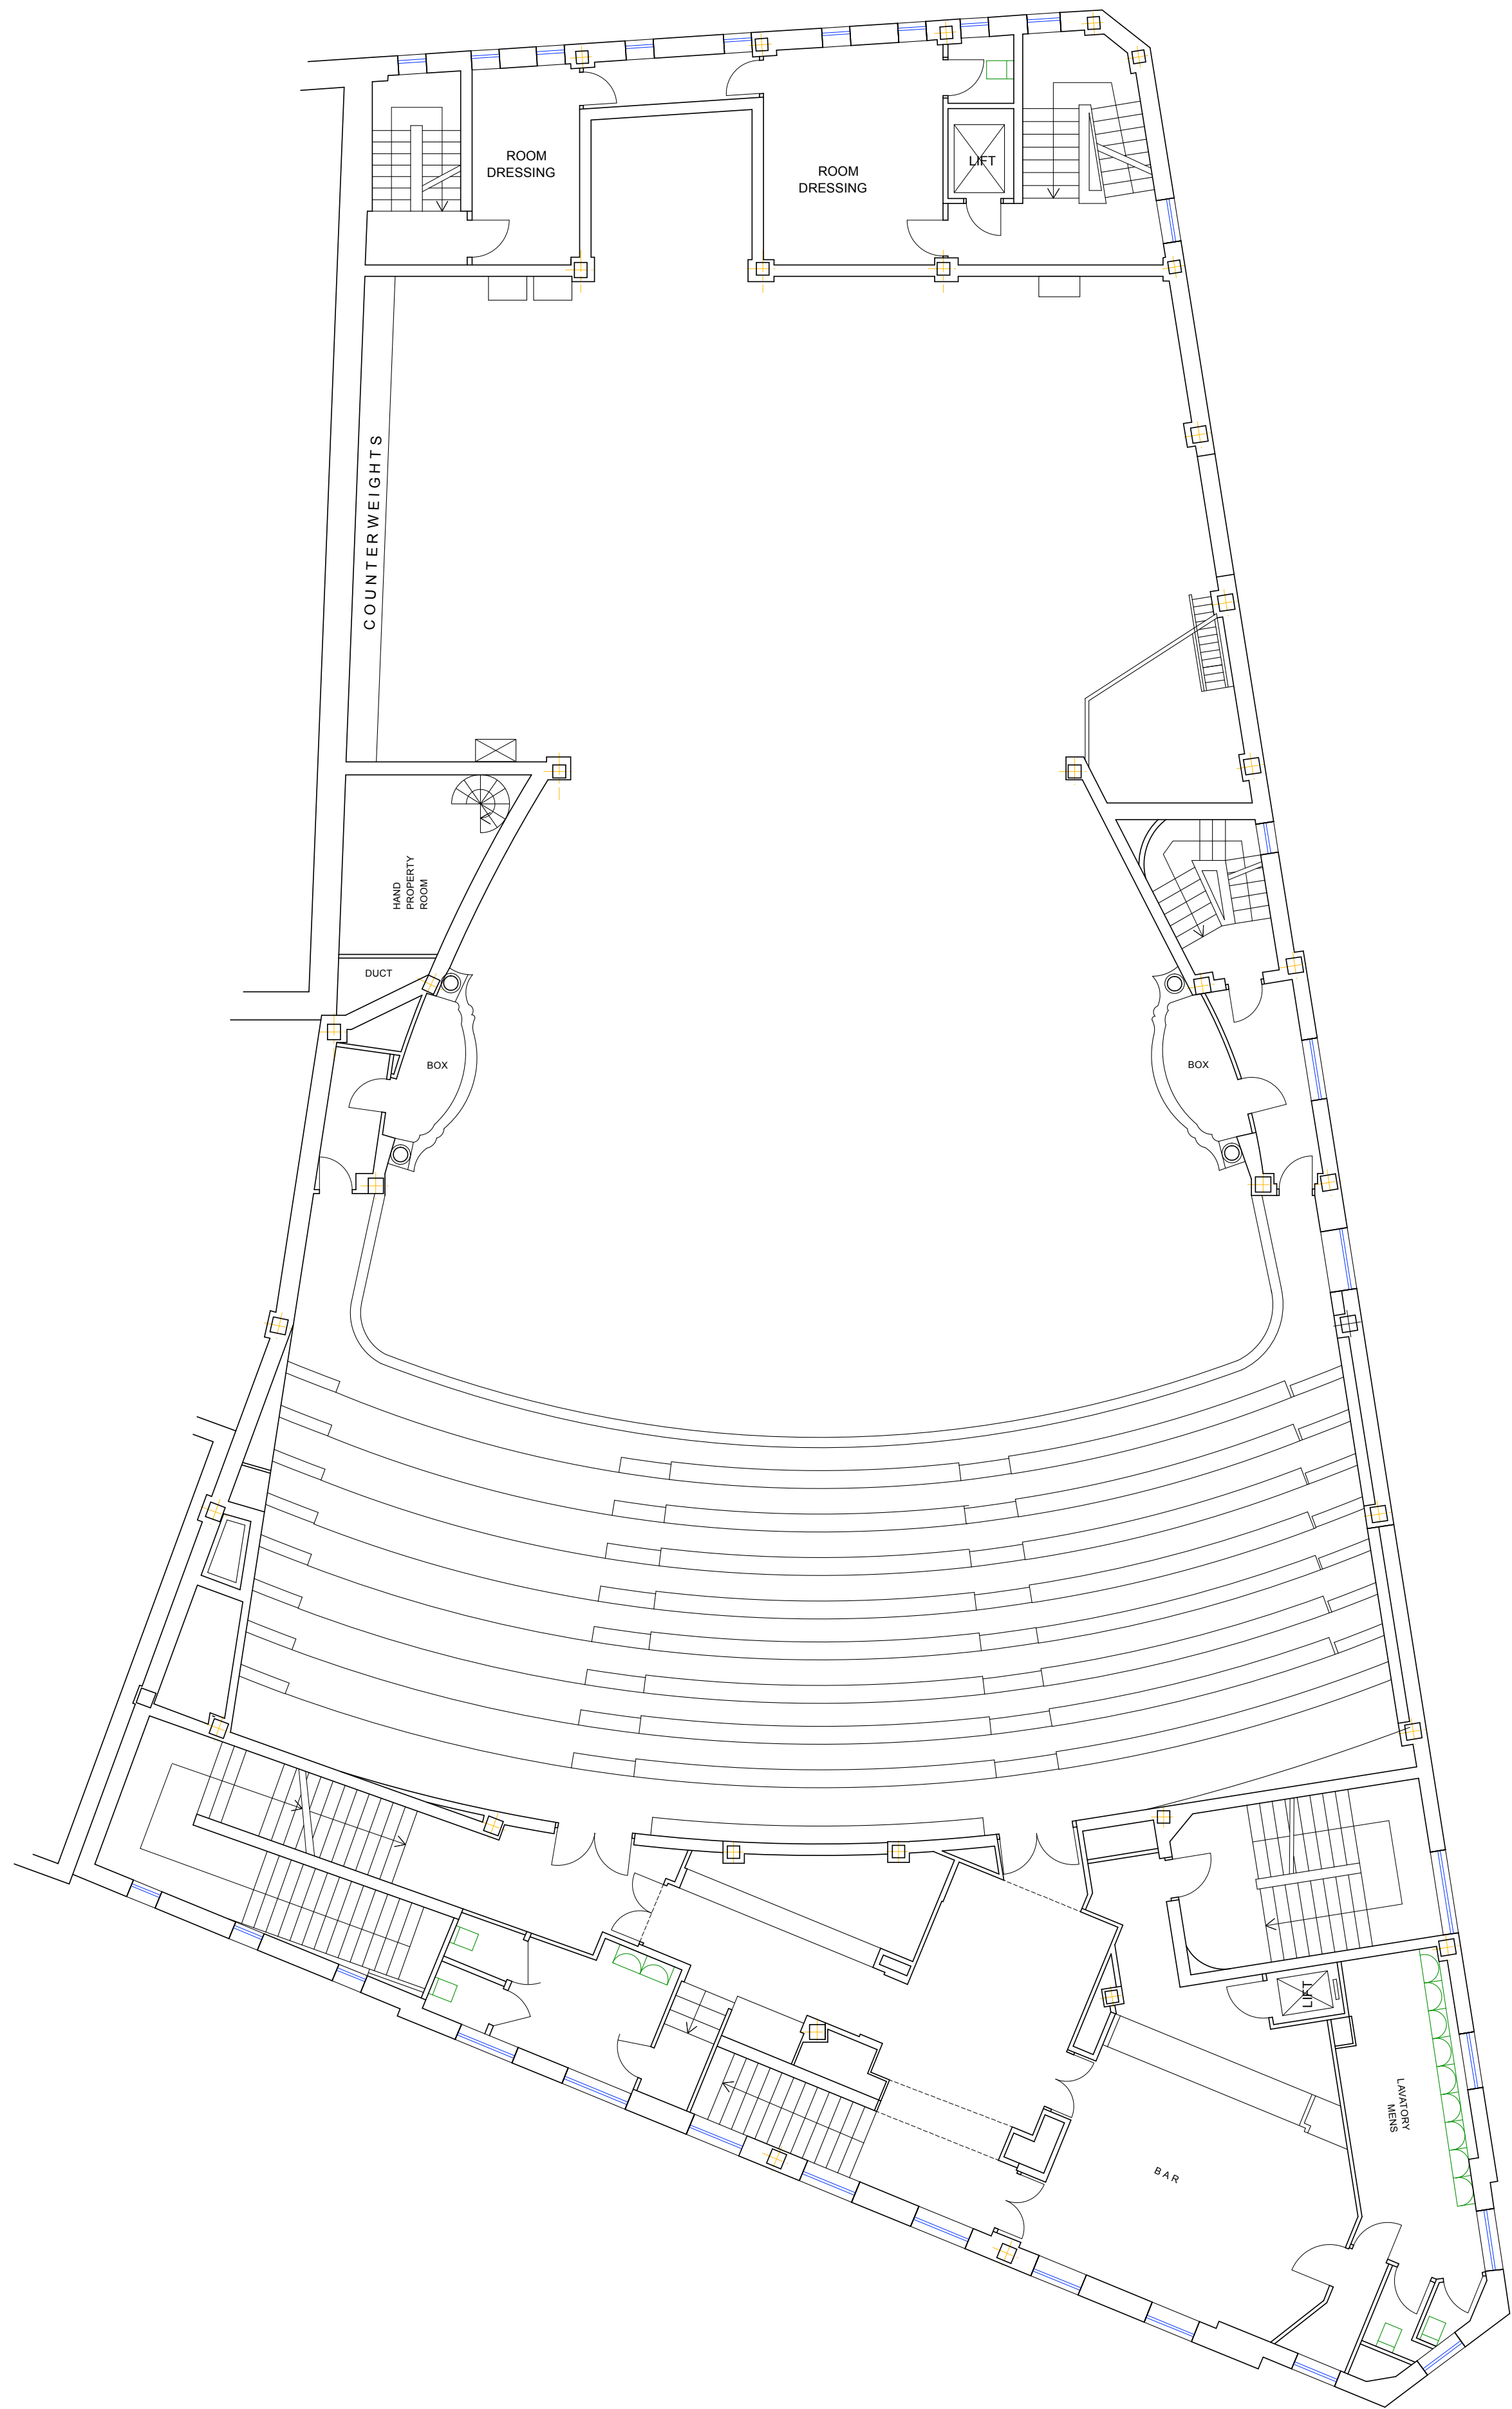 ROOM
DRESSING
ROOM
DRESSING
LIFT
COUNTERWEIGHTS
HAND
PROPERTY
ROOM
DUCT
BOX
BOX
LIFT
LAVATORY
MENS
BAR